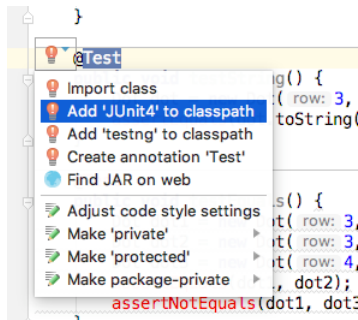 }
@Test
Import class
Add 'JUnit4' to classpath
Add 'testng' to classpath
Create annotation 'Test'
Find JAR on web
Adjust code style settings
Make 'private'
Make 'protected'
Make package-private
g() {
( row: 3,
toString(
s() {
t( row: 3,
t( row: 3,
t( row: 4,
, dot2);
assertNotEquals(dot1, dot3
}